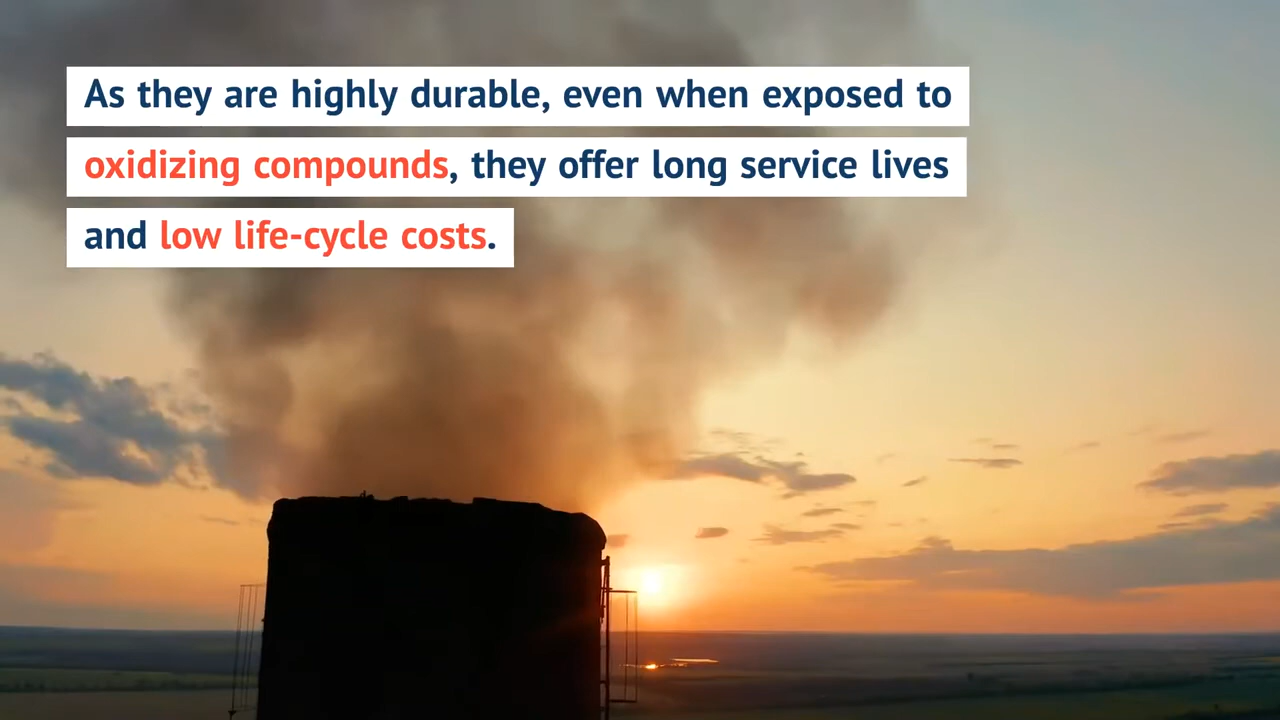 As they are highly durable, even when exposed to
oxidizing compounds, they offer long service lives
and low life-cycle costs.